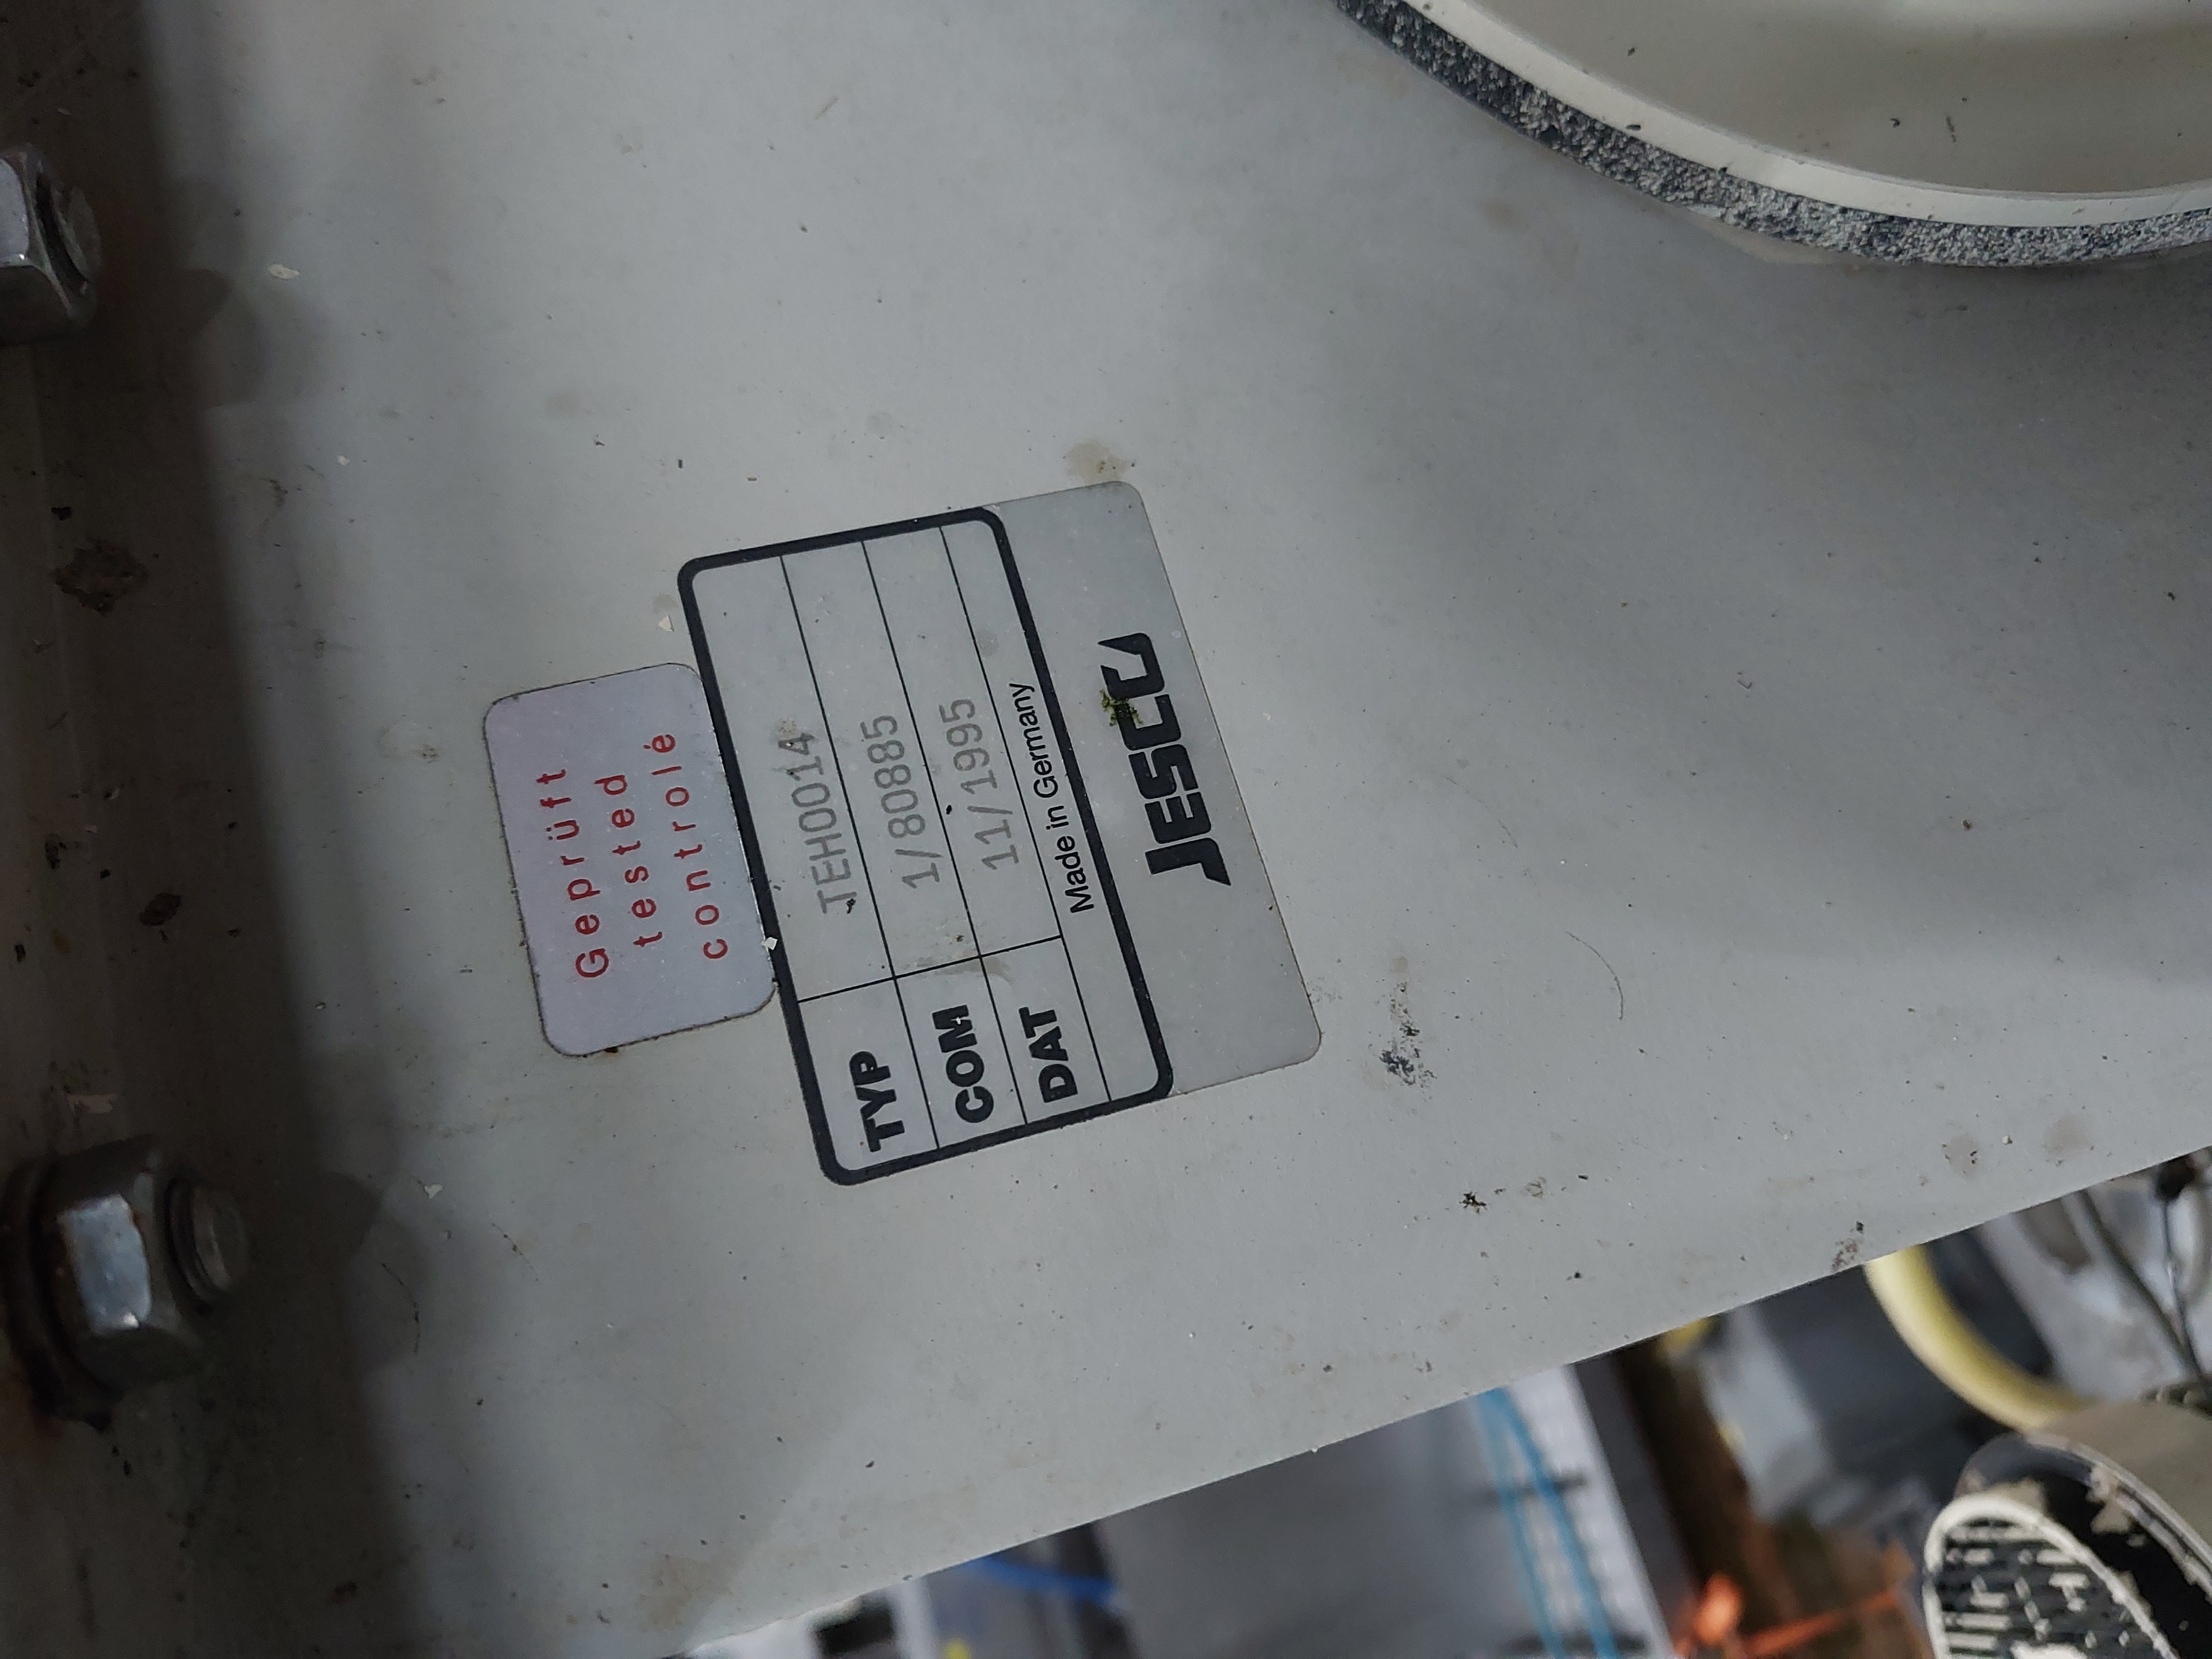 Geprüft
tested
controlé
TYP TEH0014
COM 1/80885
DAT 11/1995
Made in Germany
JESCO